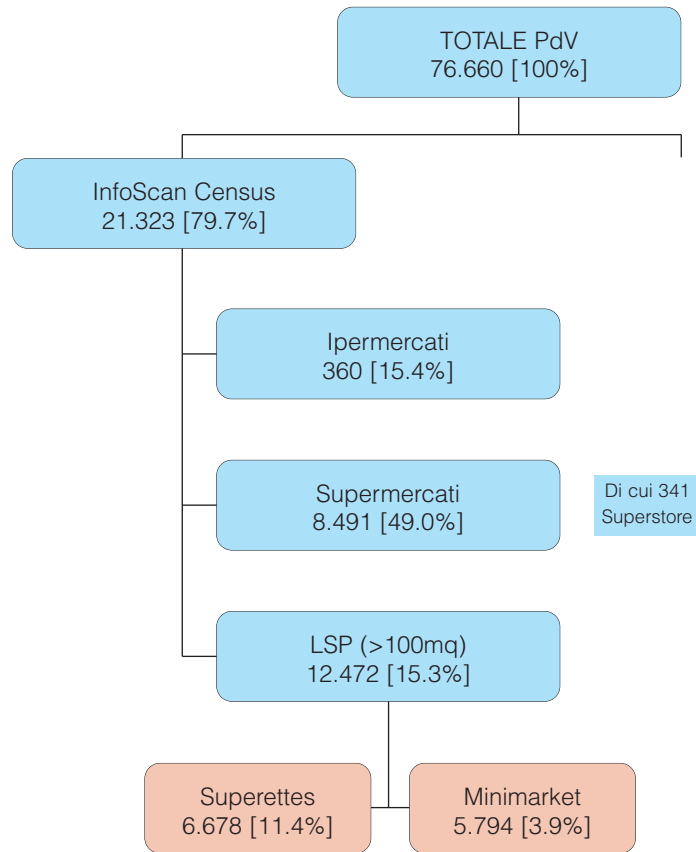 TOTALE PdV
76.660 [100%]
InfoScan Census
21.323 [79.7%]
Ipermercati
360 [15.4%]
Supermercati
8.491 [49.0%]
Di cui 341
Superstore
LSP (>100mq)
12.472 [15.3%]
Superettes
6.678 [11.4%]
Minimarket
5.794 [3.9%]